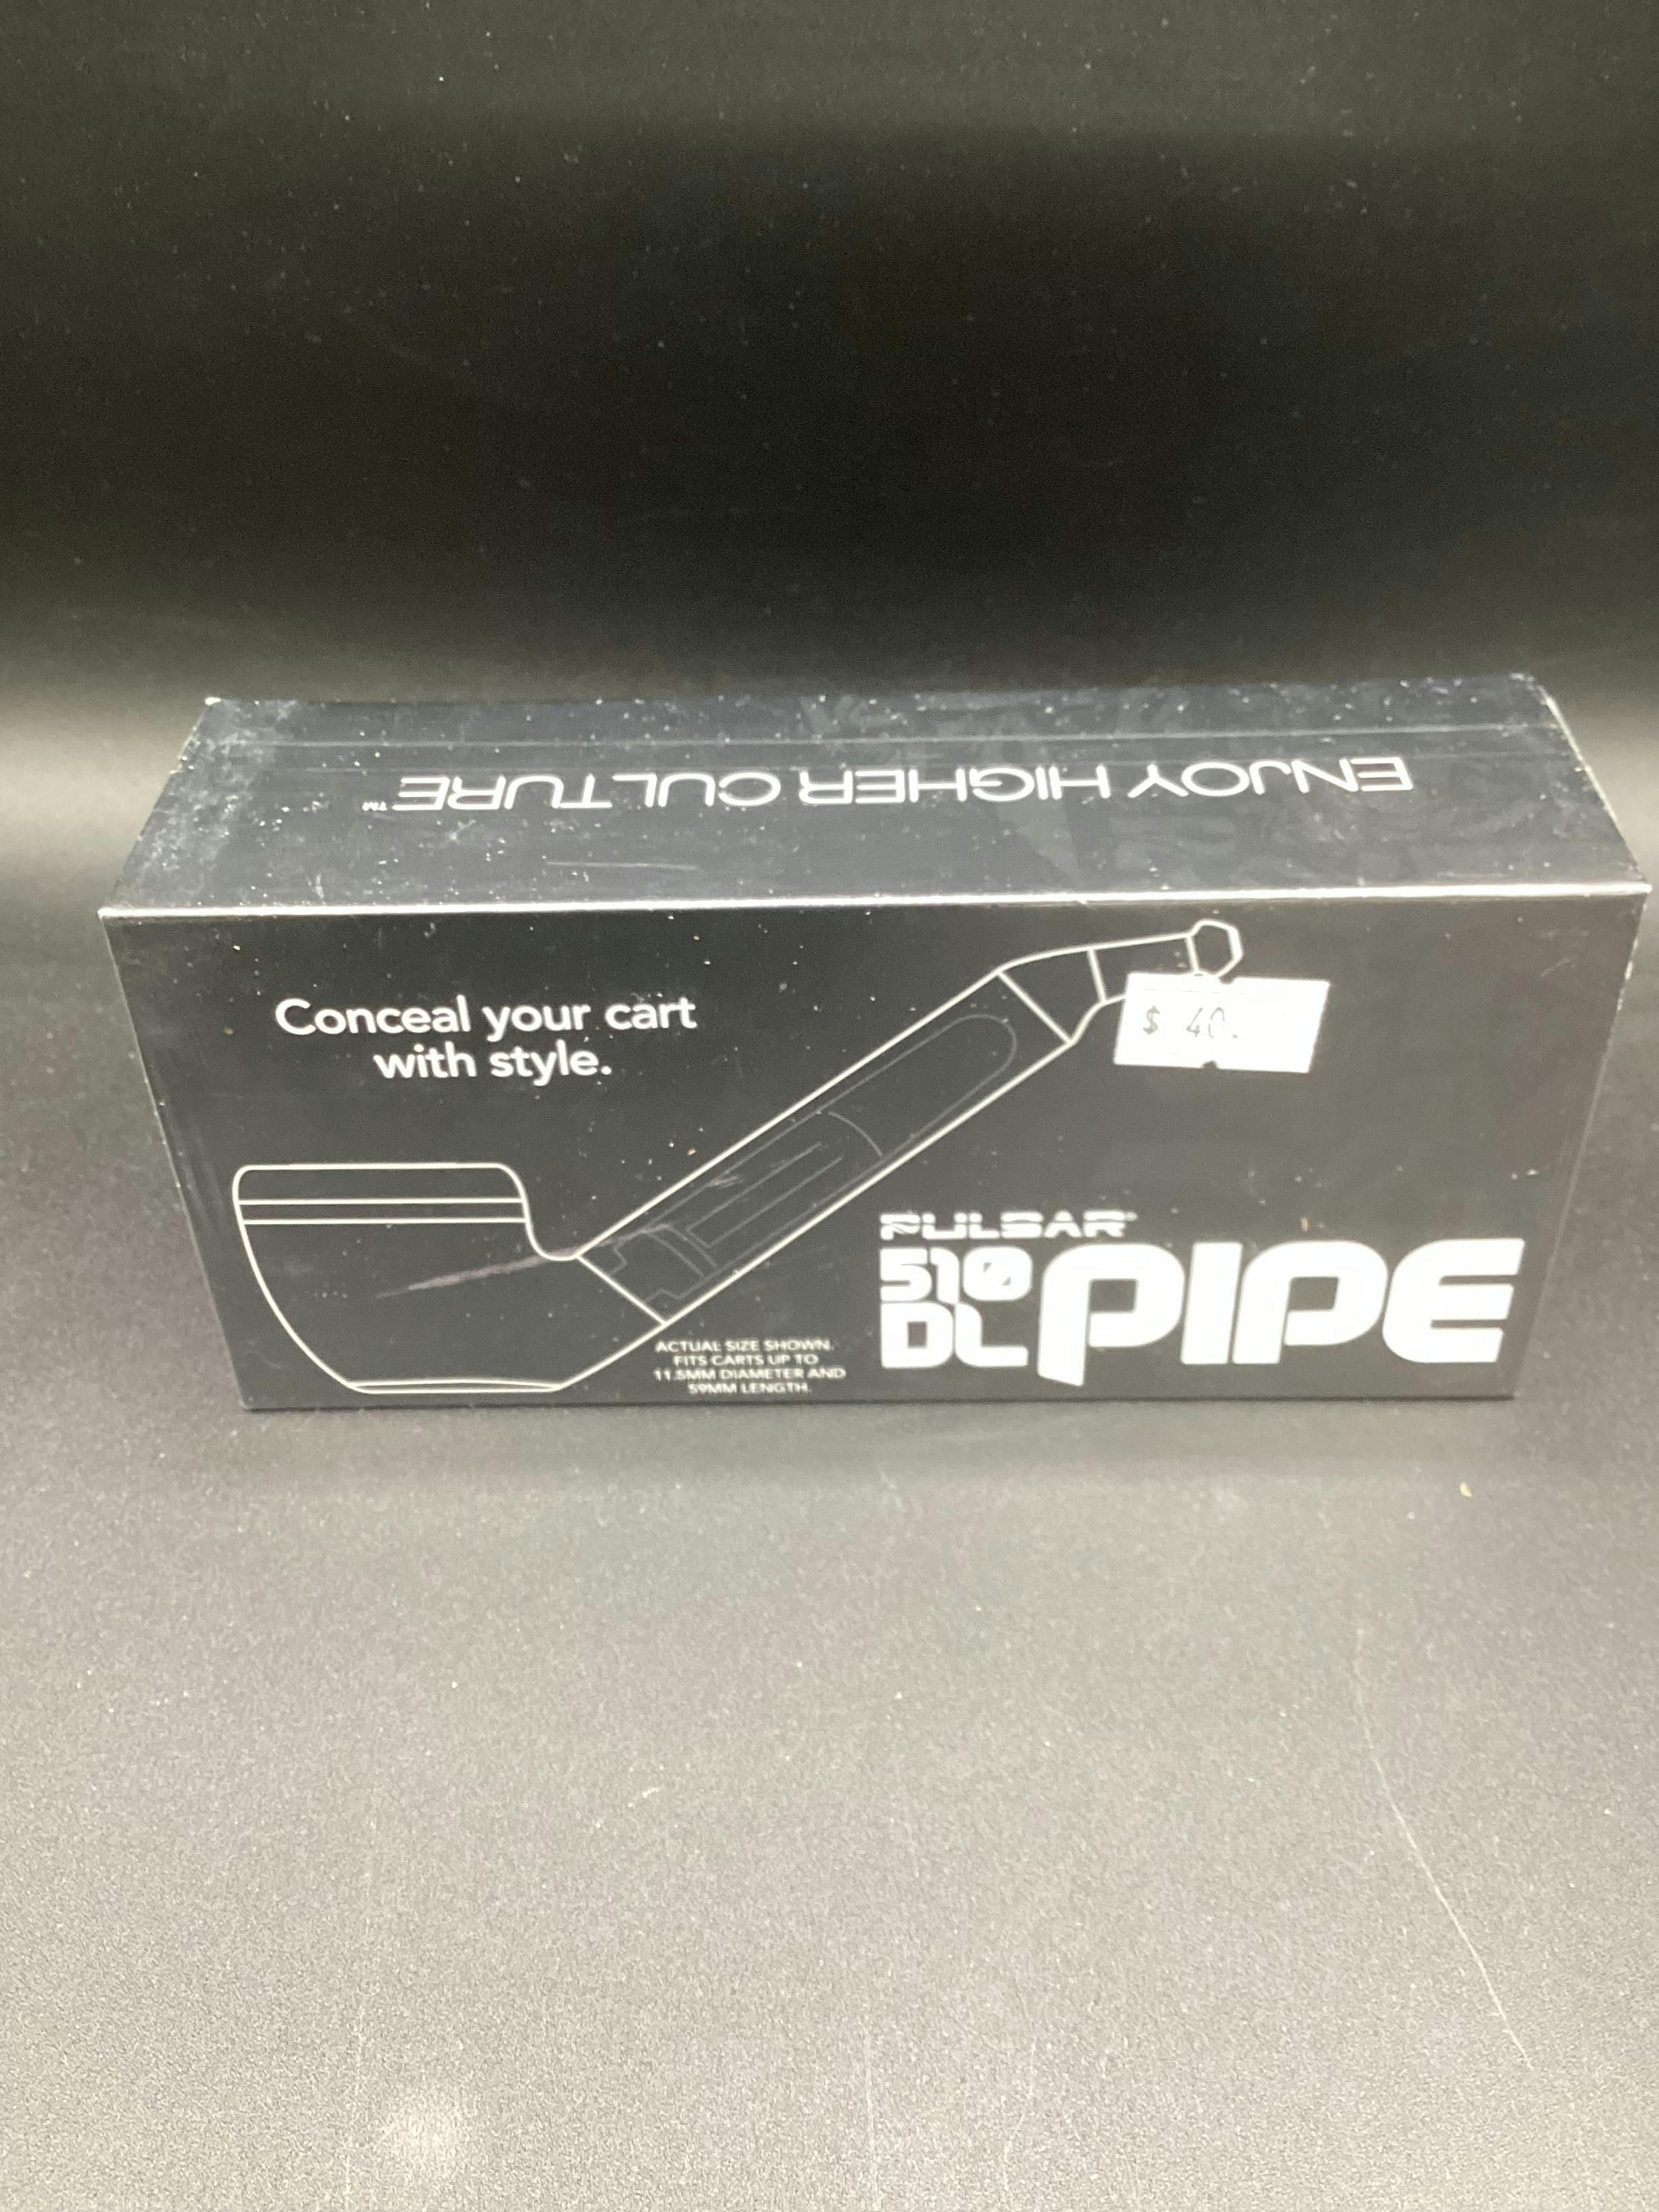 ENJOY HIGHER CULTURE™
Conceal your cart
with style.
$ 40.
PULSAR®
510
DL PIPE
ACTUAL SIZE SHOWN.
FITS CARTS UP TO
11.5MM DIAMETER AND
59MM LENGTH.